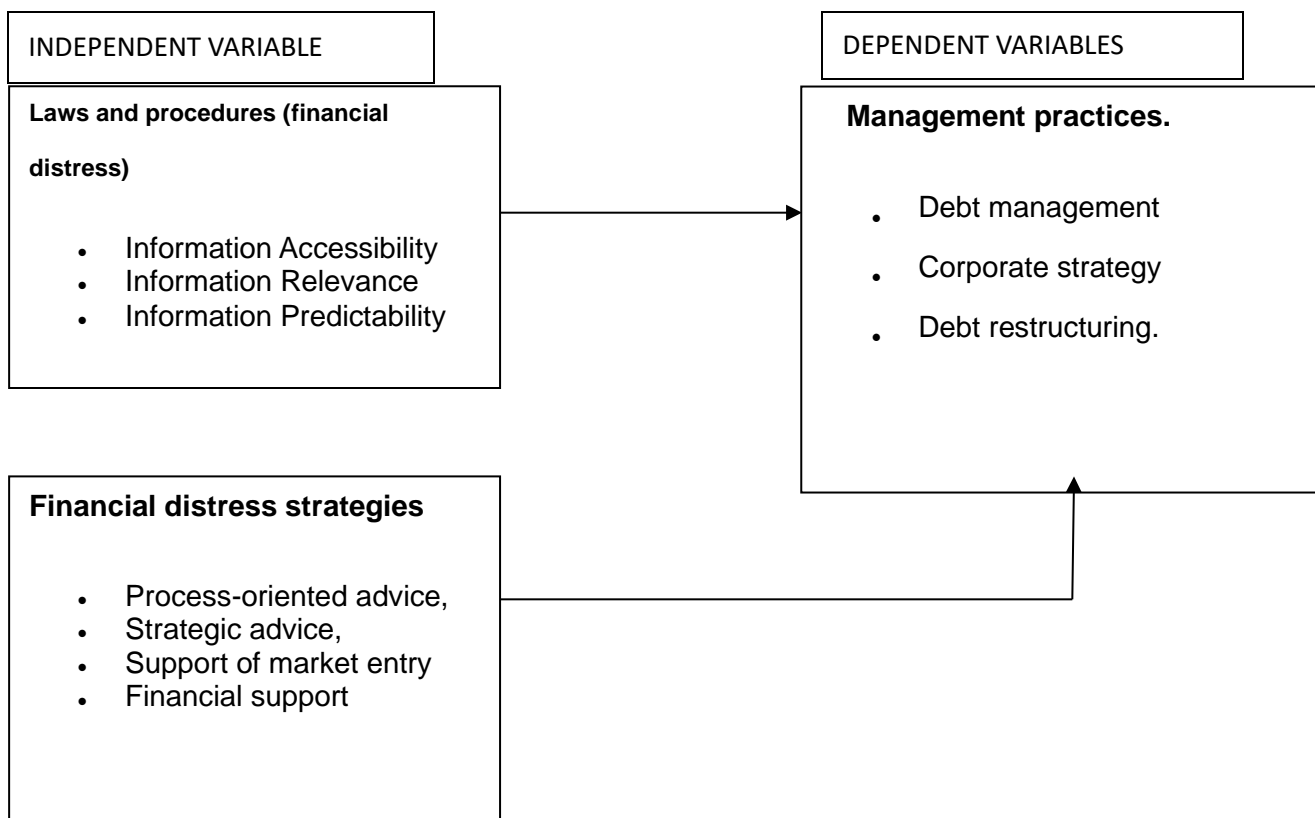 INDEPENDENT VARIABLE
Laws and procedures (financial
distress)
• Information Accessibility
• Information Relevance
• Information Predictability
DEPENDENT VARIABLES
Management practices.
• Debt management
• Corporate strategy
• Debt restructuring.
Financial distress strategies
• Process-oriented advice,
• Strategic advice,
• Support of market entry
• Financial support